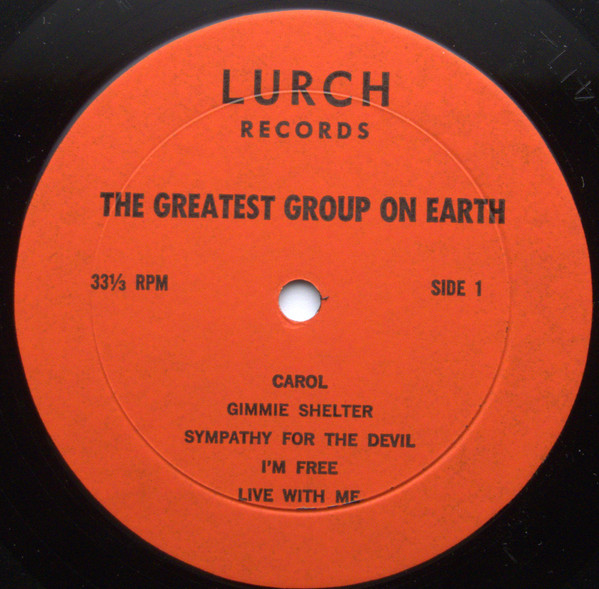 LURCH
RECORDS
THE GREATEST GROUP ON EARTH
33⅓ RPM
SIDE 1
CAROL
GIMMIE SHELTER
SYMPATHY FOR THE DEVIL
I'M FREE
LIVE WITH ME